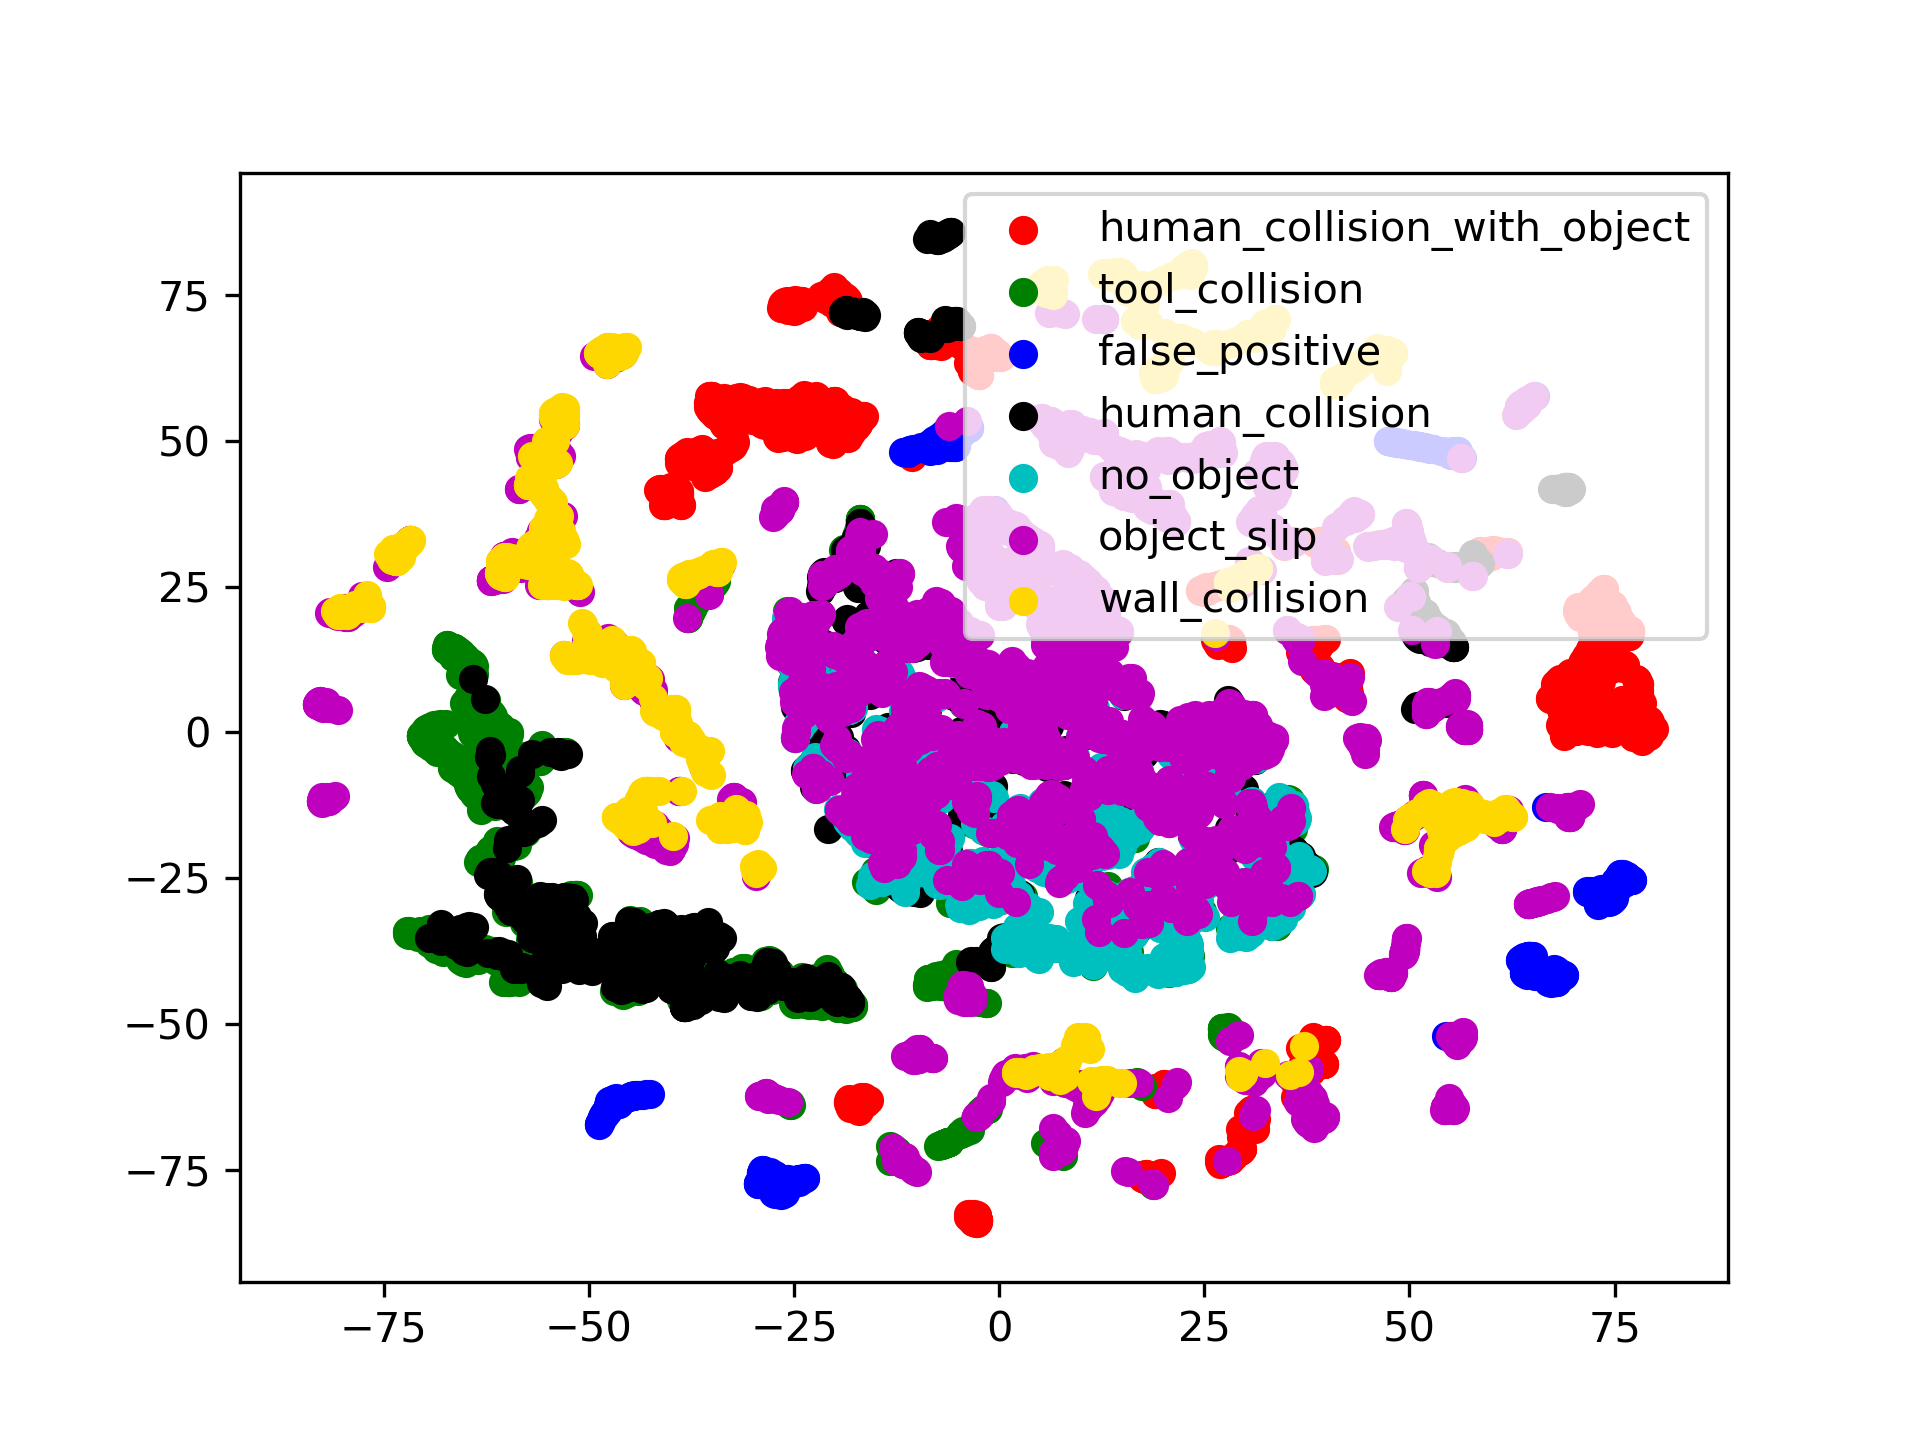 human_collision_with_object
tool_collision
false_positive
human_collision
no_object
object_slip
wall_collision
75
50
25
0
−25
−50
−75
−75 −50 −25 0 25 50 75